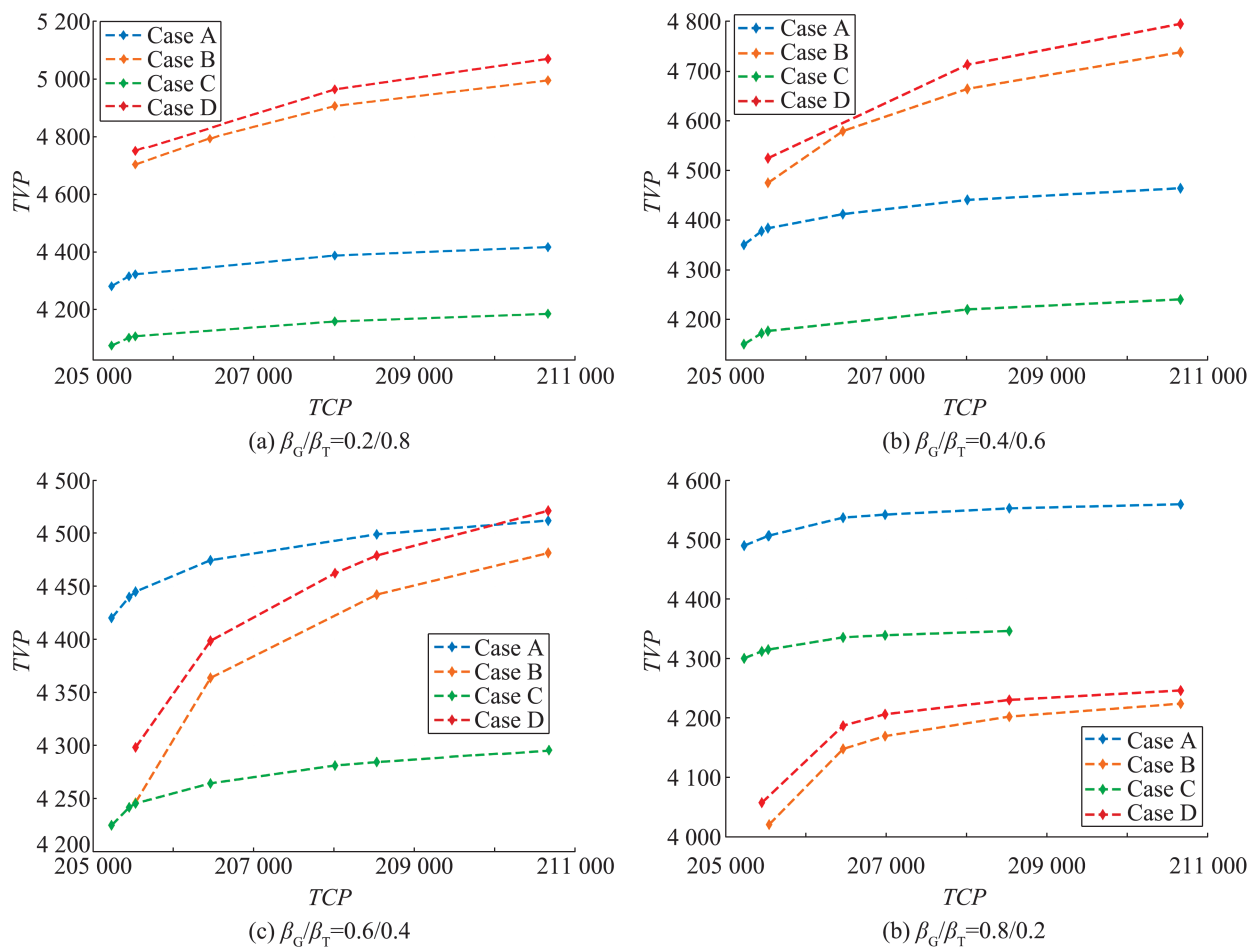 5 200
5 000
4 800
4 600
4 400
4 200
TVP
Case A
Case B
Case C
Case D
205 000
207 000
209 000
211 000
TCP
(a) βG/βT=0.2/0.8
4 800
4 700
4 600
4 500
4 400
4 300
4 200
TVP
Case A
Case B
Case C
Case D
205 000
207 000
209 000
211 000
TCP
(b) βG/βT=0.4/0.6
4 500
4 500
4 450
4 400
4 350
4 300
4 250
4 200
TVP
Case A
Case B
Case C
Case D
205 000
207 000
209 000
211 000
TCP
(c) βG/βT=0.6/0.4
4 600
4 500
4 400
4 300
4 200
4 100
4 000
TVP
Case A
Case B
Case C
Case D
205 000
207 000
209 000
211 000
TCP
(b) βG/βT=0.8/0.2